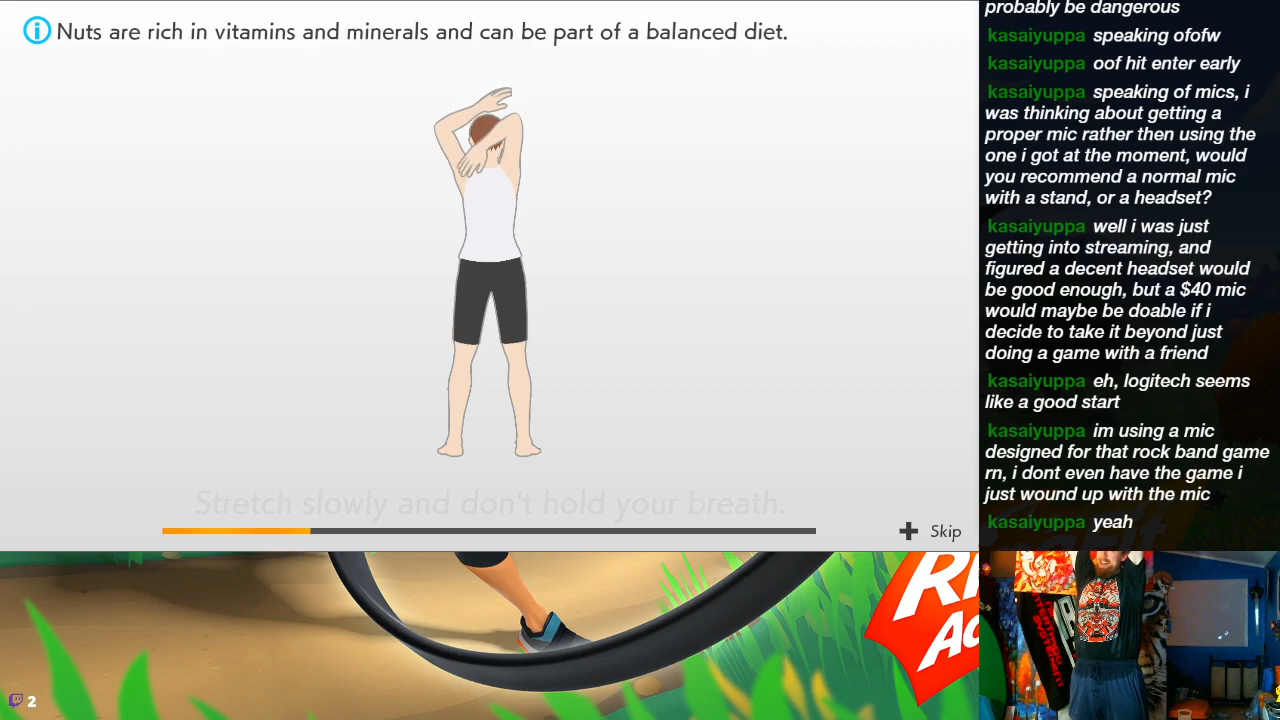 Nuts are rich in vitamins and minerals and can be part of a balanced diet.
Stretch slowly and don't hold your breath.
Skip
2
probably be dangerous
kasaiyuppa speaking ofofw
kasaiyuppa oof hit enter early
kasaiyuppa speaking of mics, i
was thinking about getting a
proper mic rather then using the
one i got at the moment, would
you recommend a normal mic
with a stand, or a headset?
kasaiyuppa well i was just
getting into streaming, and
figured a decent headset would
be good enough, but a $40 mic
would maybe be doable if i
decide to take it beyond just
doing a game with a friend
kasaiyuppa eh, logitech seems
like a good start
kasaiyuppa im using a mic
designed for that rock band game
rn, i dont even have the game i
just wound up with the mic
kasaiyuppa yeah